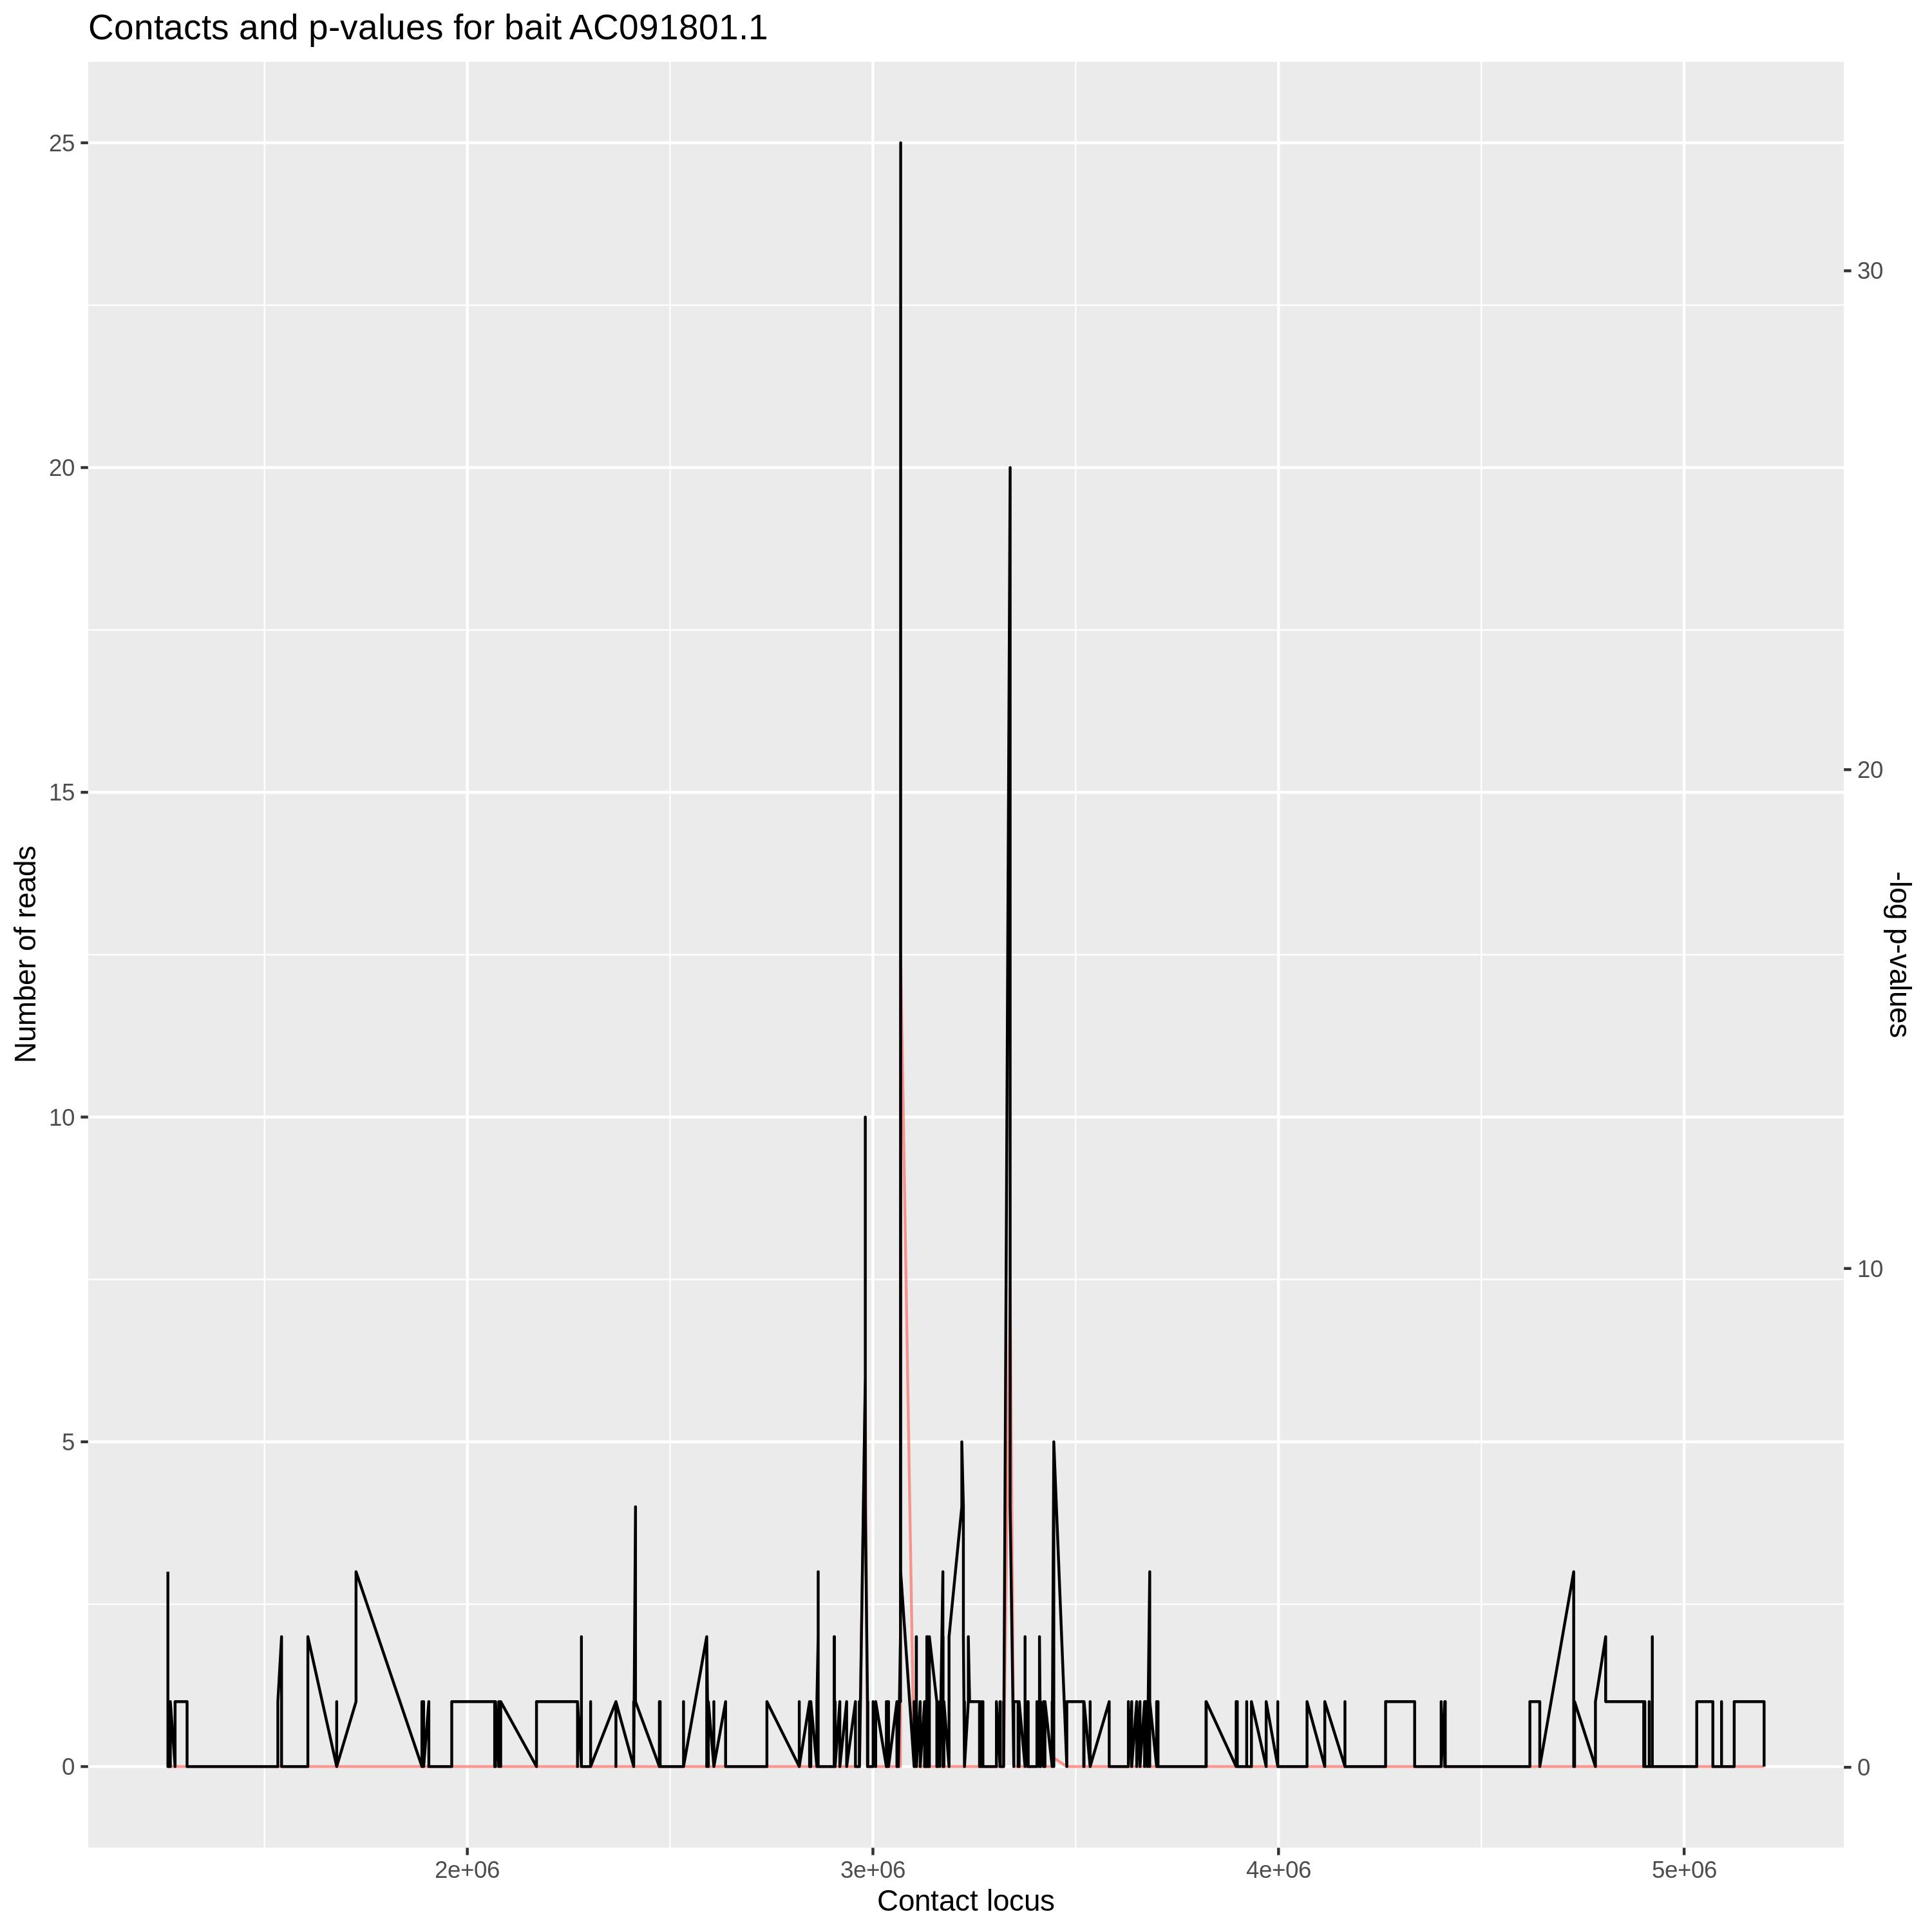 Contacts and p-values for bait AC091801.1
25
20
15
10
5
0
Number of reads
30
20
10
0
-log p-values
2e+06
3e+06
4e+06
5e+06
Contact locus